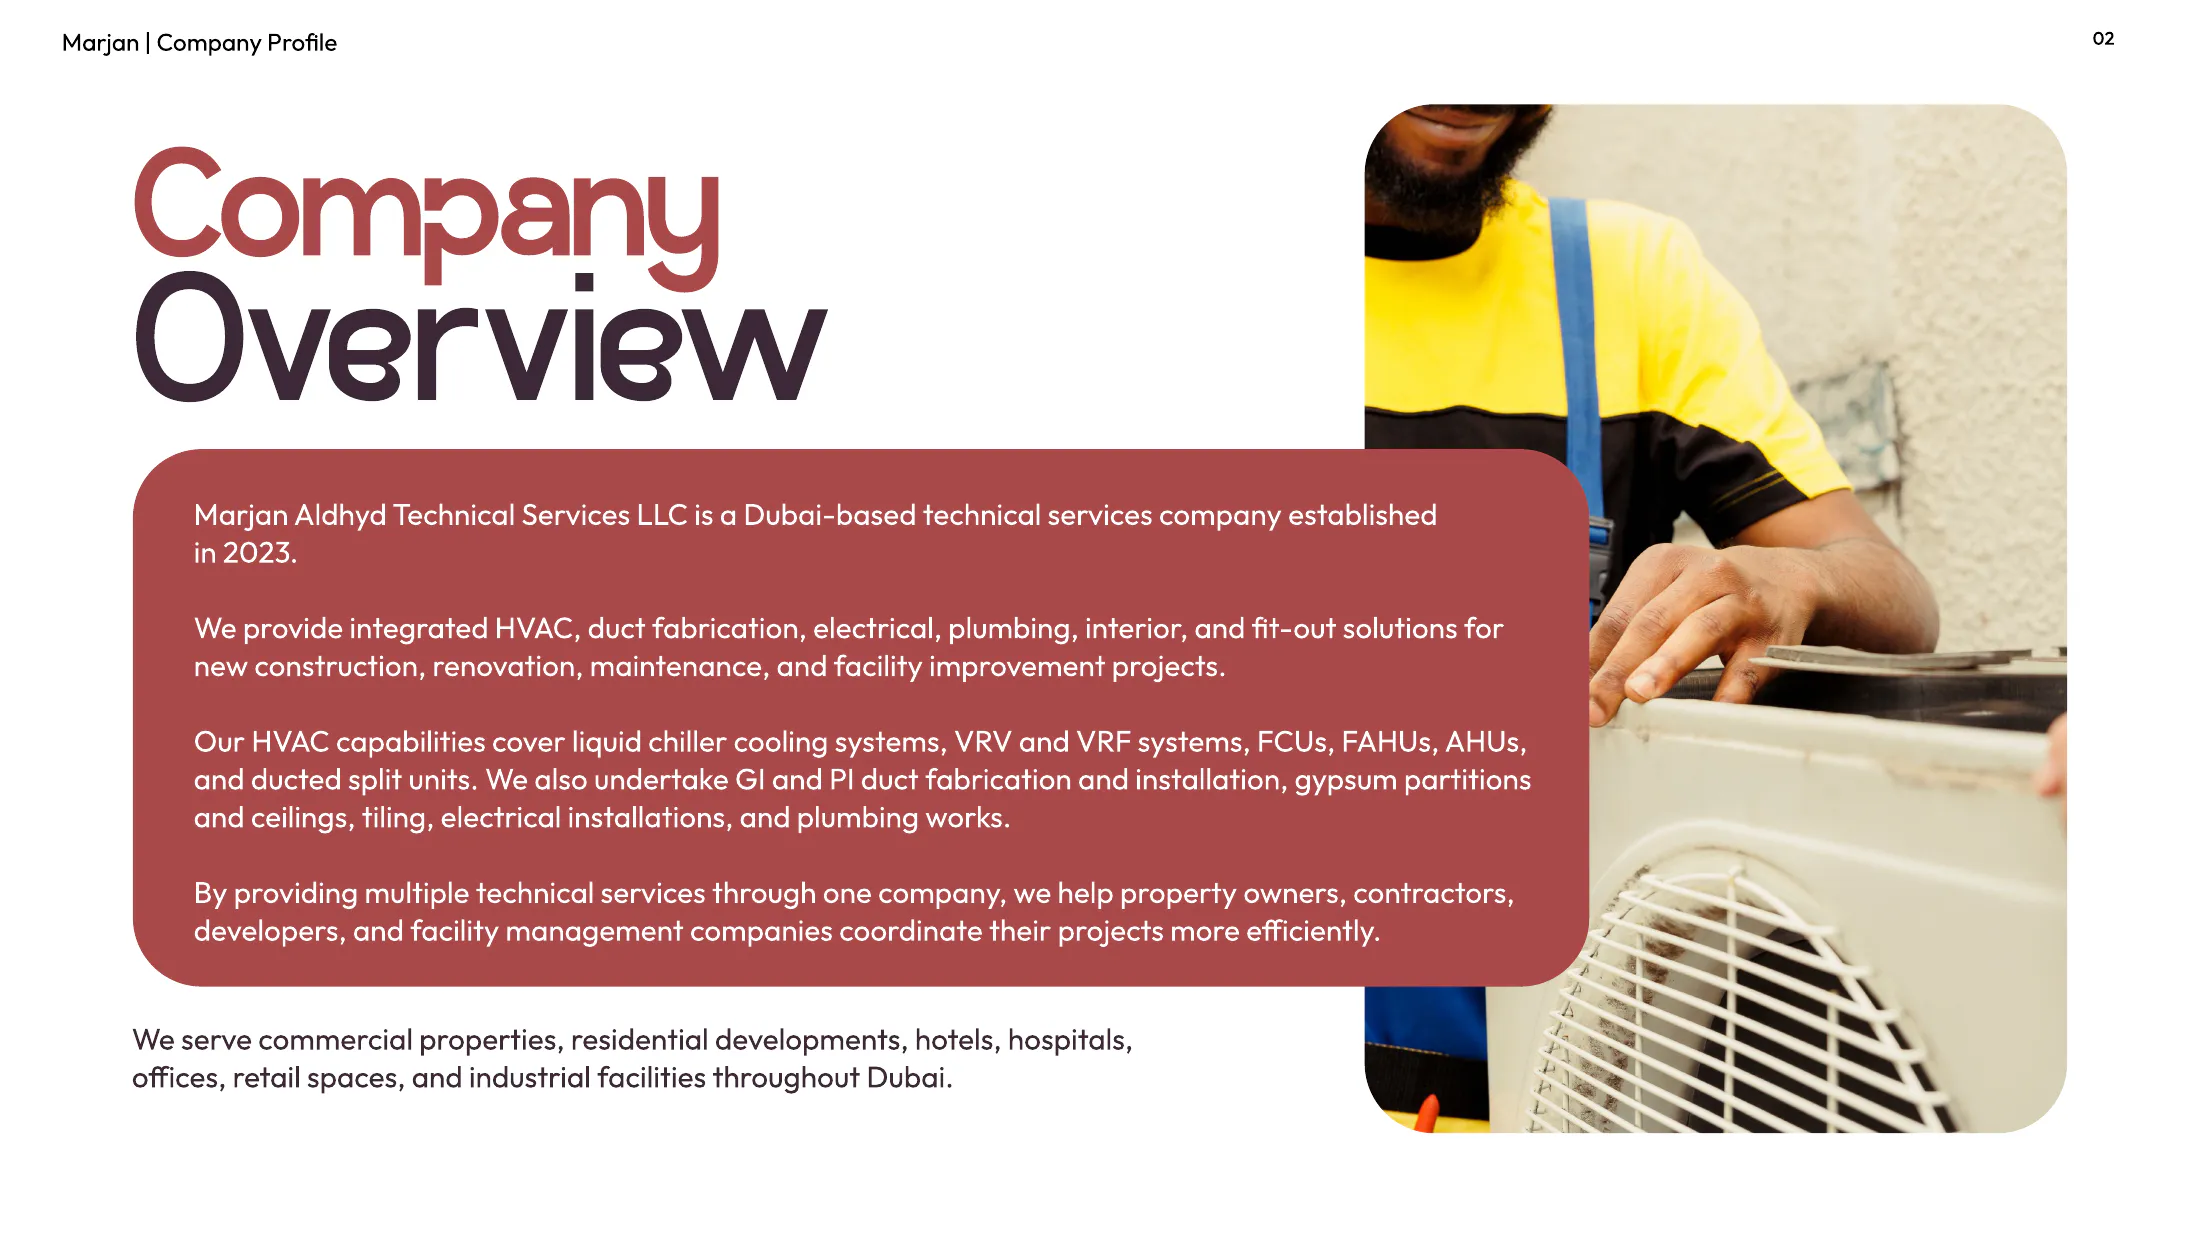 Marjan | Company Profile
02
Company
Overview
Marjan Aldhyd Technical Services LLC is a Dubai-based technical services company established
in 2023.
We provide integrated HVAC, duct fabrication, electrical, plumbing, interior, and fit-out solutions for
new construction, renovation, maintenance, and facility improvement projects.
Our HVAC capabilities cover liquid chiller cooling systems, VRV and VRF systems, FCUs, FAHUs, AHUs,
and ducted split units. We also undertake GI and PI duct fabrication and installation, gypsum partitions
and ceilings, tiling, electrical installations, and plumbing works.
By providing multiple technical services through one company, we help property owners, contractors,
developers, and facility management companies coordinate their projects more efficiently.
We serve commercial properties, residential developments, hotels, hospitals,
offices, retail spaces, and industrial facilities throughout Dubai.